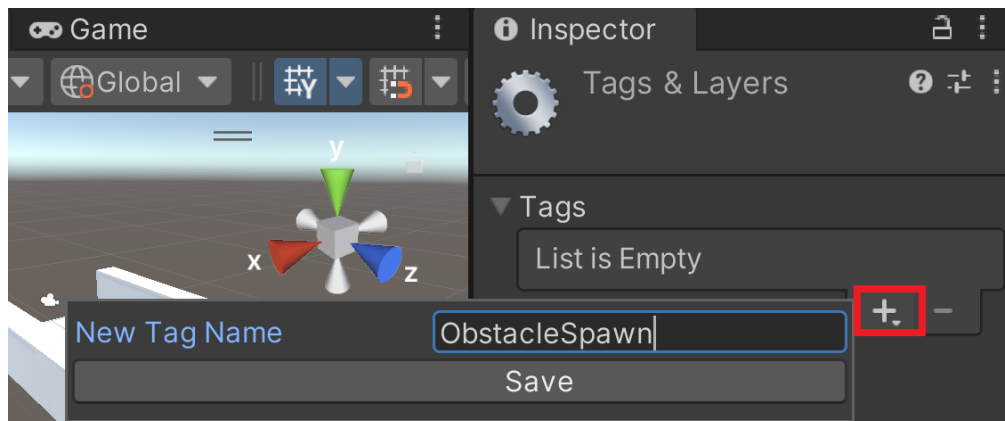 Game
Inspector
Global
Tags & Layers
y
x
z
Tags
List is Empty
New Tag Name
ObstacleSpawn
Save